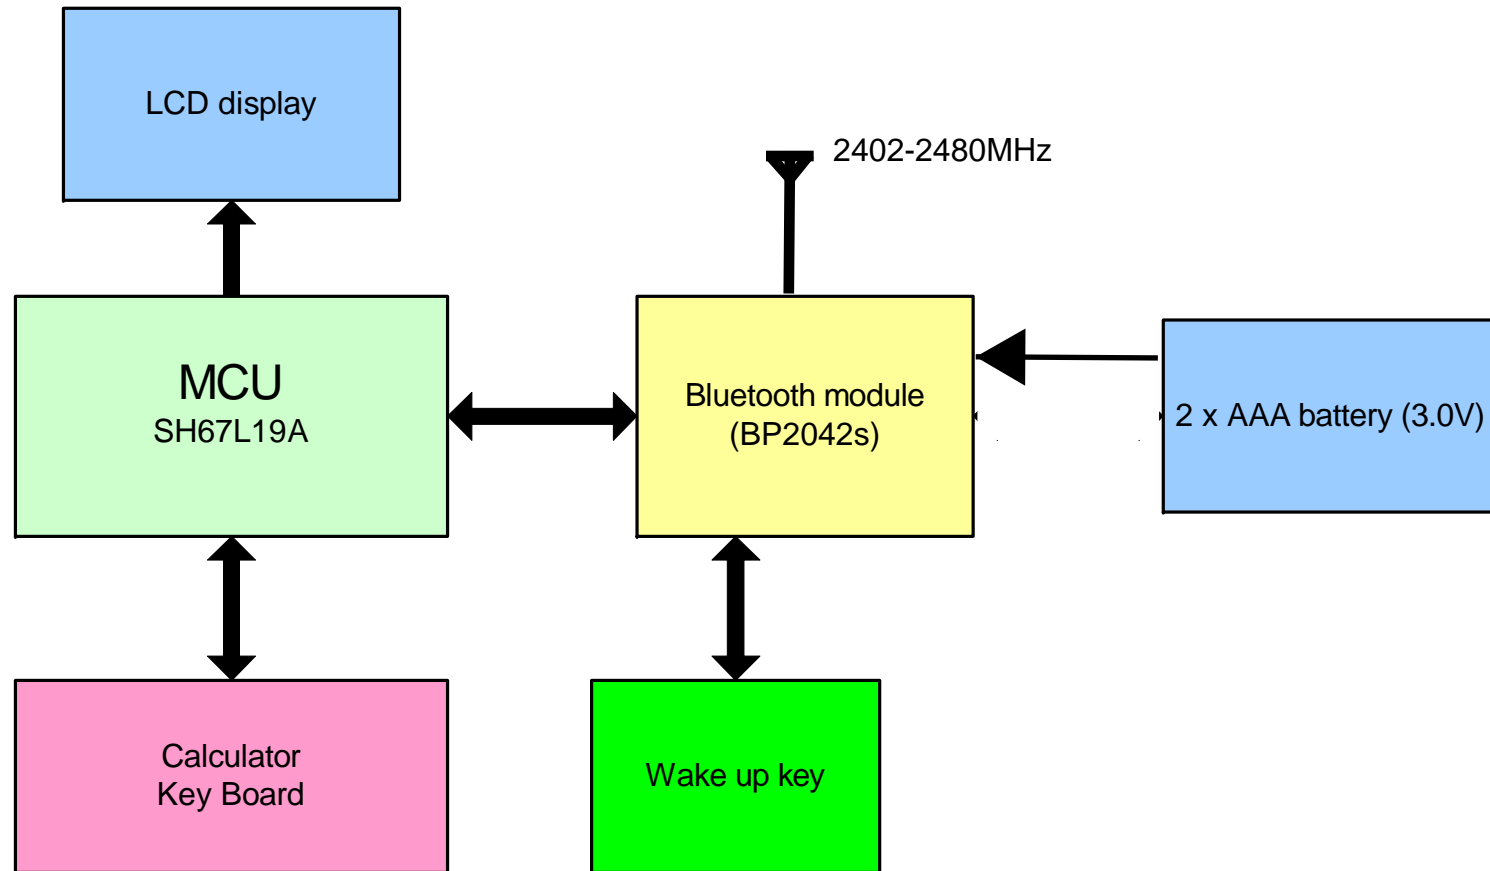 LCD display
2402-2480MHz
MCU
SH67L19A
Bluetooth module
(BP2042s)
2 x AAA battery (3.0V)
Calculator
Key Board
Wake up key